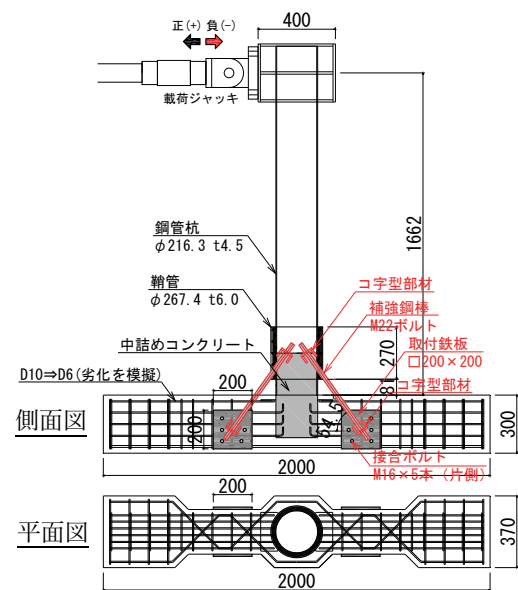 400
正(+) 負(-)
載荷ジャッキ
1662
鋼管杭
φ216.3 t4.5
鞘管
φ267.4 t6.0
中詰めコンクリート
コ字型部材
補強鋼棒
M22ボルト
270
取付鉄板
□200×200
D10⇒D6(劣化を模擬)
200
81
コ字型部材
側面図
200
54.5
300
接合ボルト
M16×5本（片側）
2000
200
平面図
370
2000